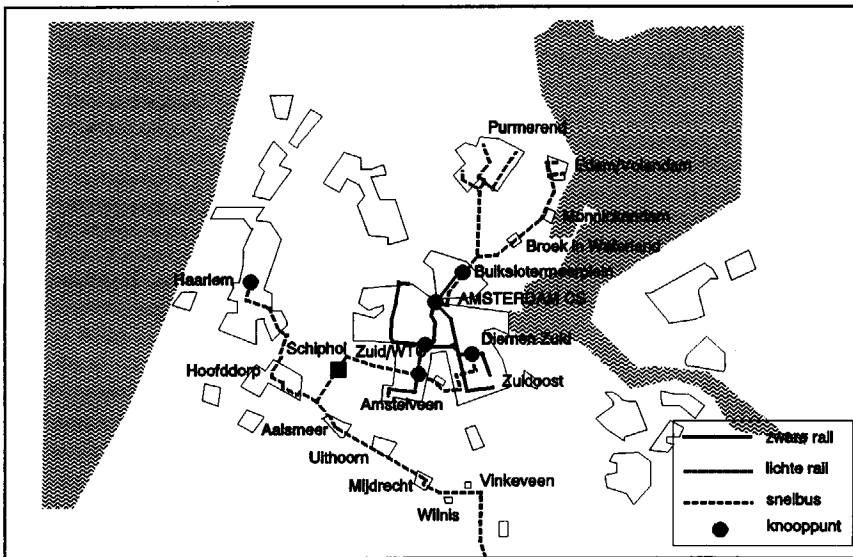 Purmerend
Edam/Volendam
Monnickendam
Broek in Waterland
Buikslotermeerplein
Haarlem
AMSTERDAM CS
Schiphol
Zuid/WTC
Diemen Zuid
Hoofddorp
Zuidoost
Amstelveen
Aalsmeer
Uithoorn
Mijdrecht
Vinkeveen
Wilnis
zware rail
lichte rail
snelbus
knooppunt